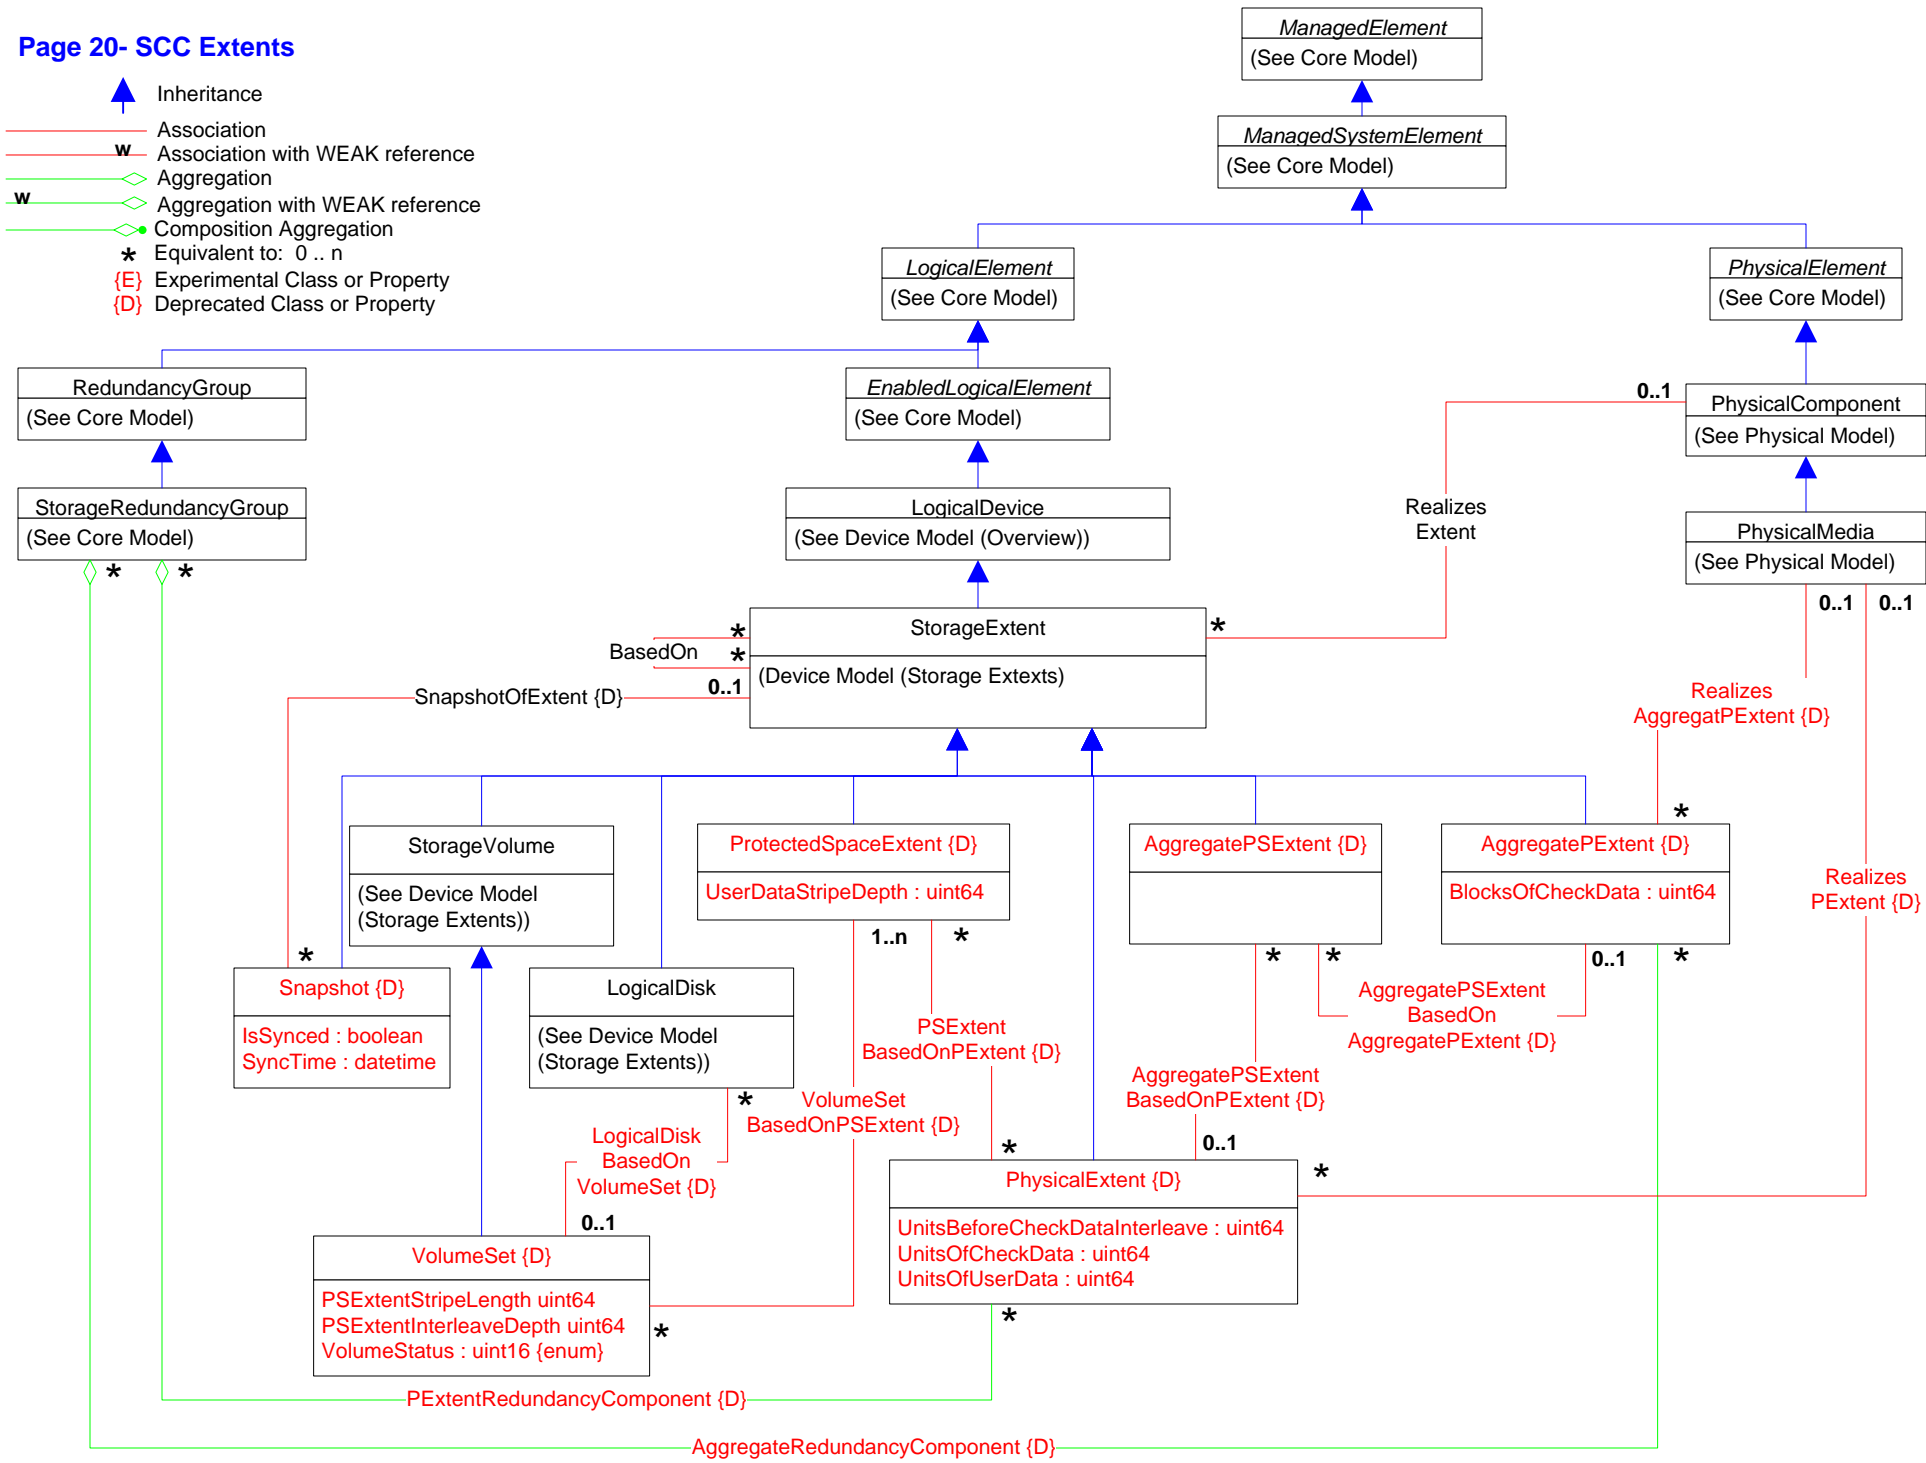 Page 20- SCC Extents
Inheritance
Association
w
Association with WEAK reference
Aggregation
w
Aggregation with WEAK reference
Composition Aggregation
* Equivalent to: 0 .. n
{E} Experimental Class or Property
{D} Deprecated Class or Property
ManagedElement
(See Core Model)
ManagedSystemElement
(See Core Model)
LogicalElement
(See Core Model)
PhysicalElement
(See Core Model)
RedundancyGroup
(See Core Model)
EnabledLogicalElement
(See Core Model)
0..1
PhysicalComponent
(See Physical Model)
StorageRedundancyGroup
(See Core Model)
* *
LogicalDevice
(See Device Model (Overview))
Realizes
Extent
PhysicalMedia
(See Physical Model)
0..1 0..1
StorageExtent
(Device Model (Storage Extexts)
*
*
BasedOn
*
0..1
SnapshotOfExtent {D}
Realizes
AggregatPExtent {D}
*
StorageVolume
(See Device Model
(Storage Extents))
ProtectedSpaceExtent {D}
UserDataStripeDepth : uint64
1..n *
AggregatePSExtent {D}
* *
AggregatePExtent {D}
BlocksOfCheckData : uint64
0..1 *
Realizes
PExtent {D}
*
Snapshot {D}
IsSynced : boolean
SyncTime : datetime
LogicalDisk
(See Device Model
(Storage Extents))
*
PSExtent
BasedOnPExtent {D}
*
AggregatePSExtent
BasedOn
AggregatePExtent {D}
AggregatePSExtent
BasedOnPExtent {D}
0..1
VolumeSet
BasedOnPSExtent {D}
LogicalDisk
BasedOn
VolumeSet {D}
0..1
PhysicalExtent {D}
UnitsBeforeCheckDataInterleave : uint64
UnitsOfCheckData : uint64
UnitsOfUserData : uint64
*
*
VolumeSet {D}
PSExtentStripeLength uint64
PSExtentInterleaveDepth uint64
VolumeStatus : uint16 {enum}
*
PExtentRedundancyComponent {D}
AggregateRedundancyComponent {D}